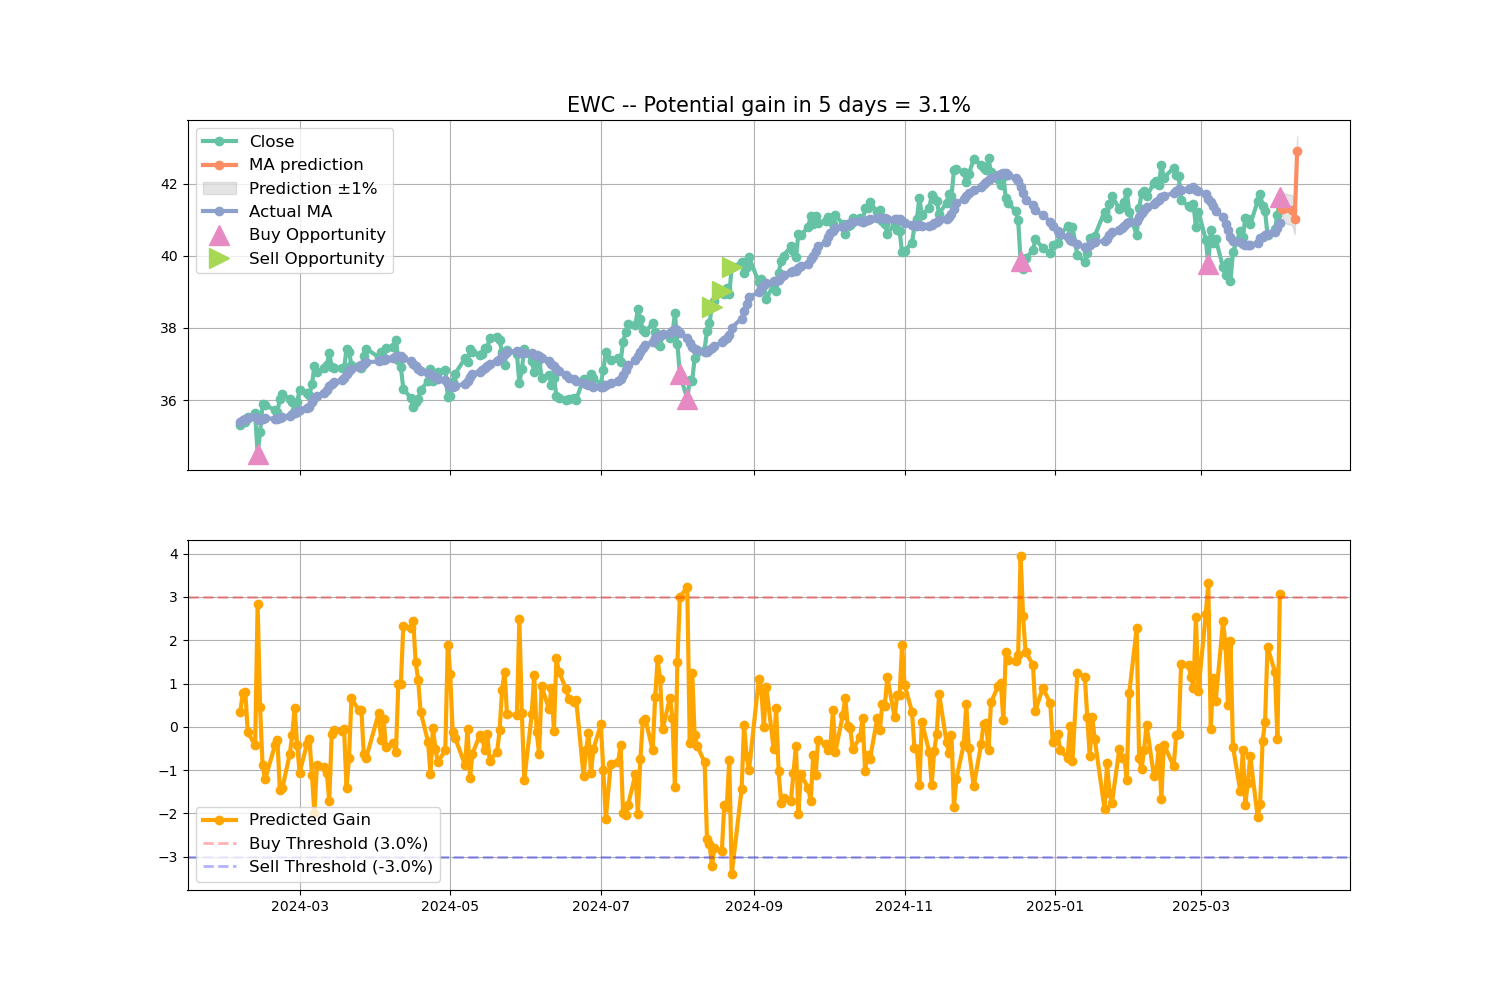 EWC -- Potential gain in 5 days = 3.1%
Close
MA prediction
Prediction ±1%
Actual MA
Buy Opportunity
Sell Opportunity
42
40
38
36
4
3
2
1
0
−1
−2
−3
Predicted Gain
Buy Threshold (3.0%)
Sell Threshold (-3.0%)
2024-03 2024-05 2024-07 2024-09 2024-11 2025-01 2025-03